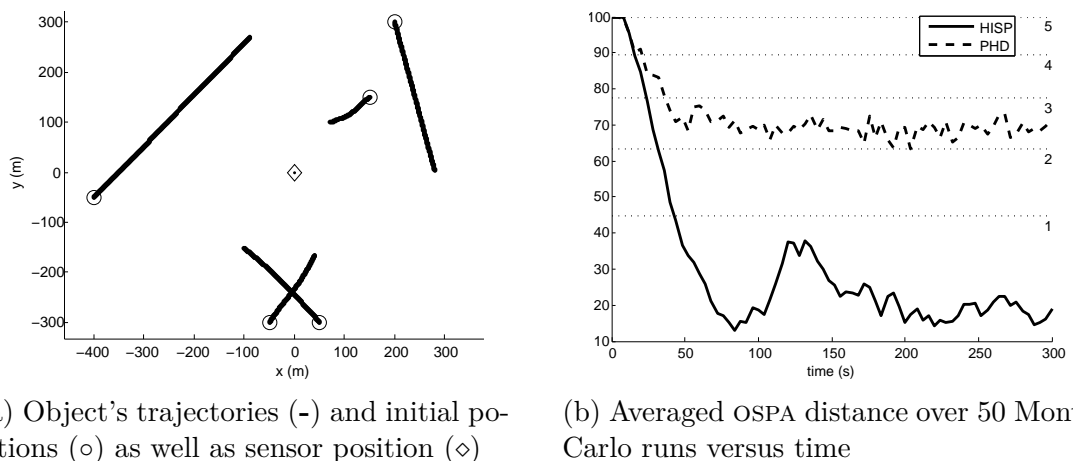 300
200
100
0
−100
−200
−300
y (m)
−400 −300 −200 −100 0 100 200 300
x (m)
100
90
80
70
60
50
40
30
20
10
HISP
PHD
5
4
3
2
1
0 50 100 150 200 250 300
time (s)
) Object's trajectories (-) and initial po-
tions (○) as well as sensor position (⋄)
(b) Averaged OSPA distance over 50 Mont
Carlo runs versus time